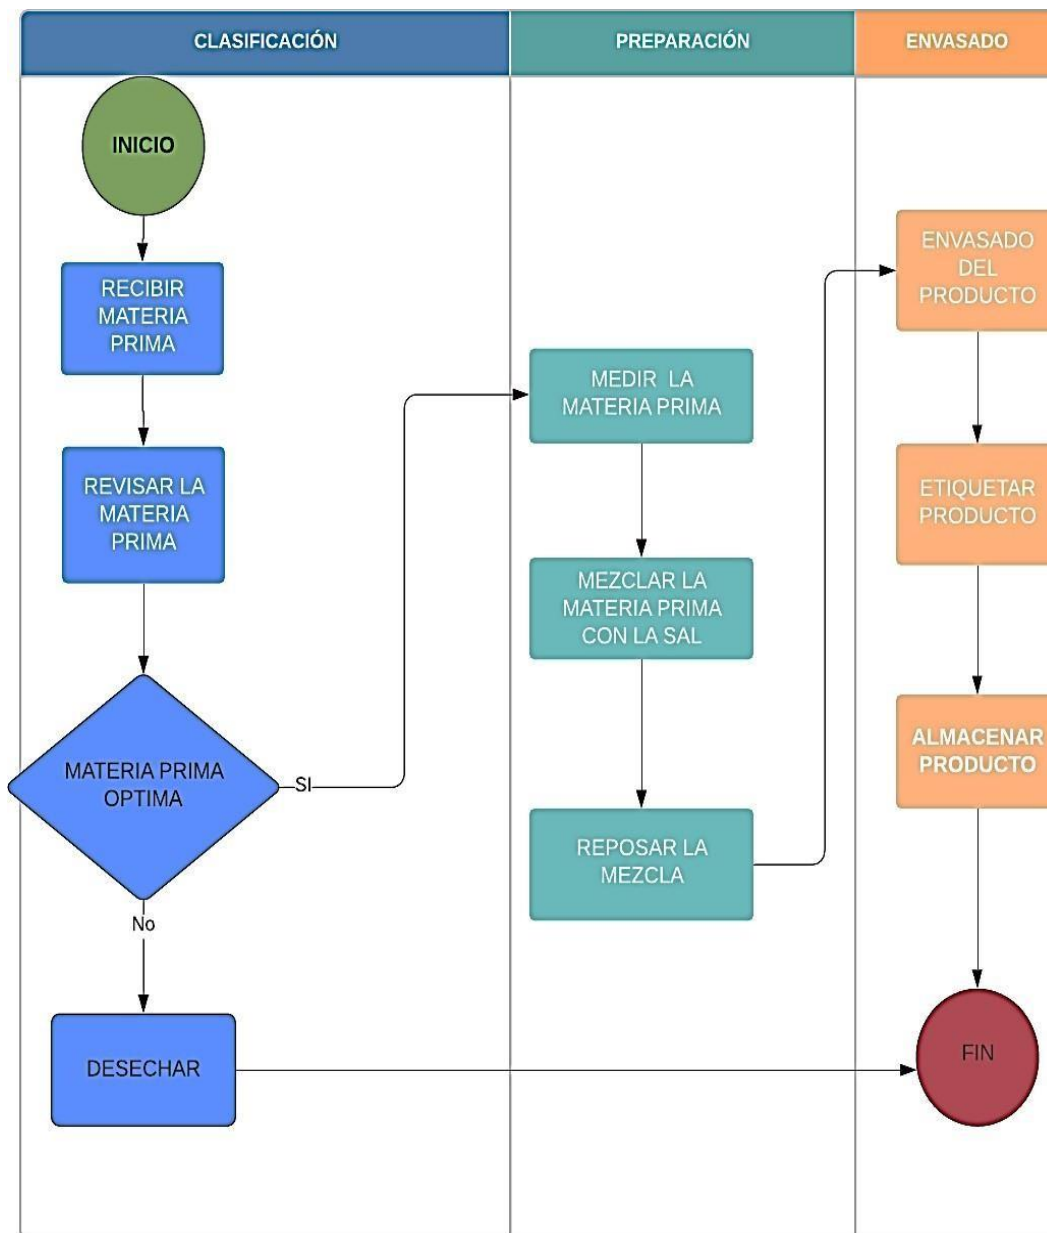 CLASIFICACIÓN
PREPARACIÓN
ENVASADO
INICIO
RECIBIR
MATERIA
PRIMA
REVISAR LA
MATERIA
PRIMA
MATERIA PRIMA
OPTIMA
SI
No
DESECHAR
MEDIR LA
MATERIA PRIMA
MEZCLAR LA
MATERIA PRIMA
CON LA SAL
REPOSAR LA
MEZCLA
ENVASADO
DEL
PRODUCTO
ETIQUETAR
PRODUCTO
ALMACENAR
PRODUCTO
FIN